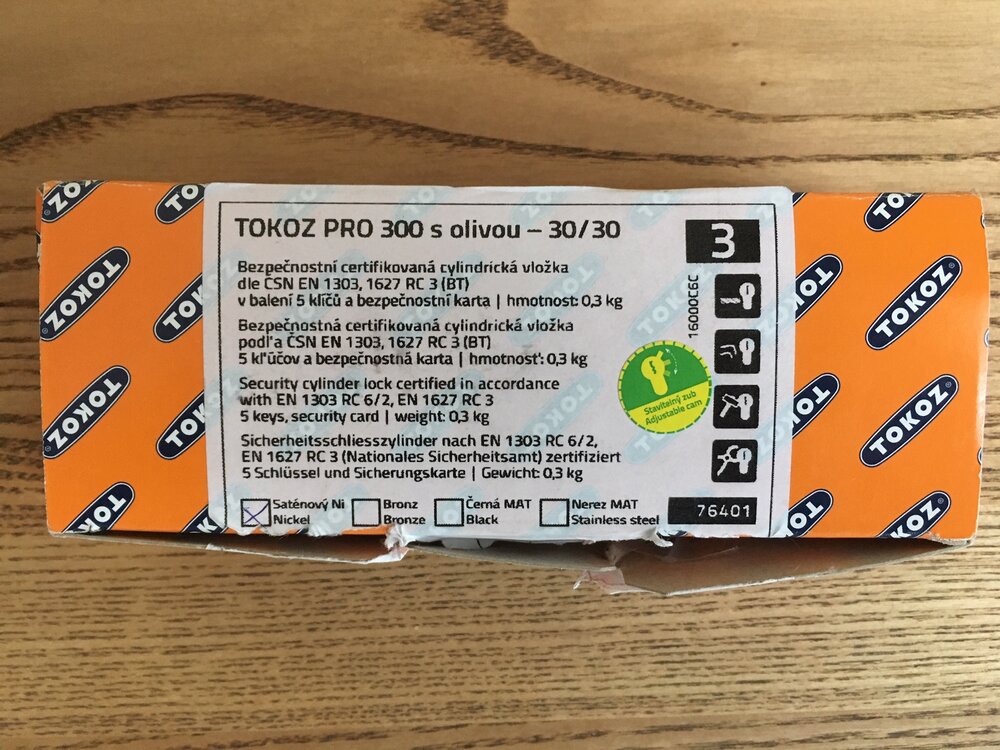 TOKOZ PRO 300 s olivou – 30/30
3
Bezpečnostní certifikovaná cylindrická vložka
dle ČSN EN 1303, 1627 RC 3 (BT)
v balení 5 klíčů a bezpečnostní karta | hmotnost: 0,3 kg
Bezpečnostná certifikovaná cylindrická vložka
podľa ČSN EN 1303, 1627 RC 3 (BT)
5 kľúčov a bezpečnostná karta | hmotnosť: 0,3 kg
Security cylinder lock certified in accordance
with EN 1303 RC 6/2, EN 1627 RC 3
5 keys, security card | weight: 0,3 kg
Sicherheitsschliesszylinder nach EN 1303 RC 6/2,
EN 1627 RC 3 (Nationales Sicherheitsamt) zertifiziert
5 Schlüssel und Sicherungskarte | Gewicht: 0,3 kg
16000C6C
Stavitelný zub
Adjustable cam
Saténový Ni
Nickel
Bronz
Bronze
Černá MAT
Black
Nerez MAT
Stainless steel
76401
TOKOZ
TOKOZ
TOKOZ
TOKOZ
TOKOZ
TOKOZ